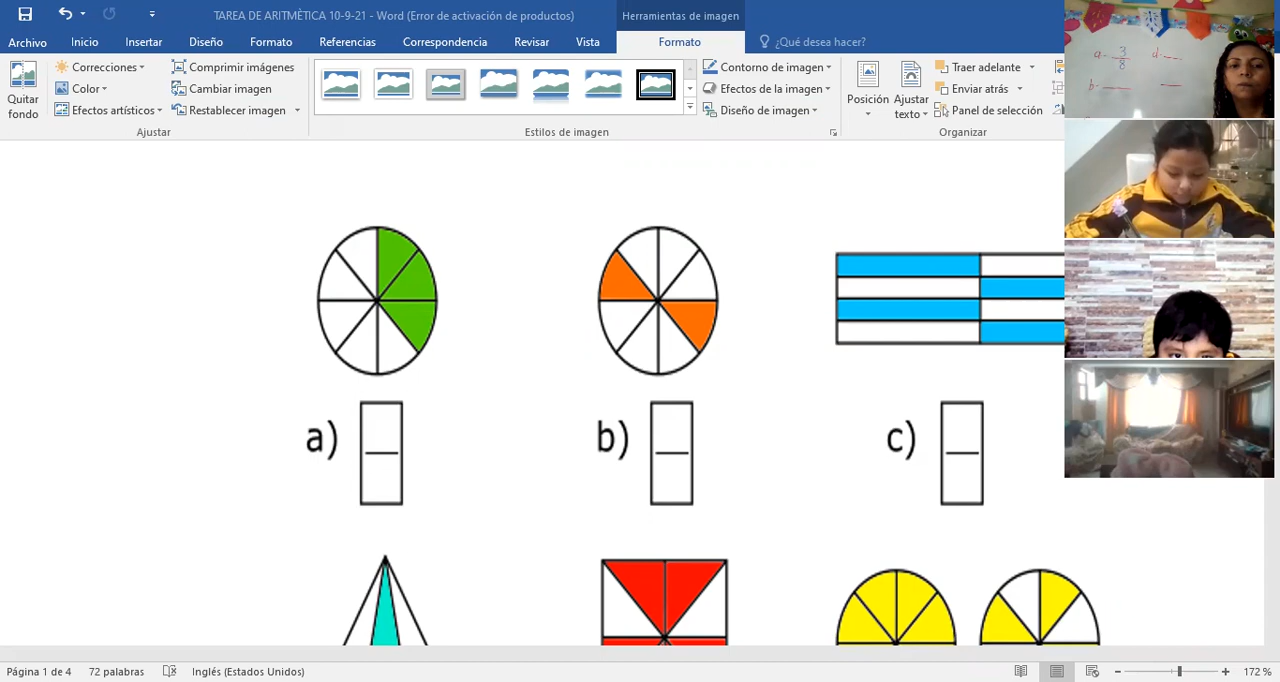 TAREA DE ARITMÈTICA 10-9-21 - Word (Error de activación de productos)
Herramientas de imagen
Archivo
Inicio
Insertar
Diseño
Formato
Referencias
Correspondencia
Revisar
Vista
Formato
¿Qué desea hacer?
Quitar fondo
Correcciones
Color
Efectos artísticos
Comprimir imágenes
Cambiar imagen
Restablecer imagen
Ajustar
Estilos de imagen
Contorno de imagen
Efectos de la imagen
Diseño de imagen
Posición
Ajustar texto
Traer adelante
Enviar atrás
Panel de selección
Organizar
a- 3/8
d-
b-
a)
b)
c)
Página 1 de 4
72 palabras
Inglés (Estados Unidos)
172 %